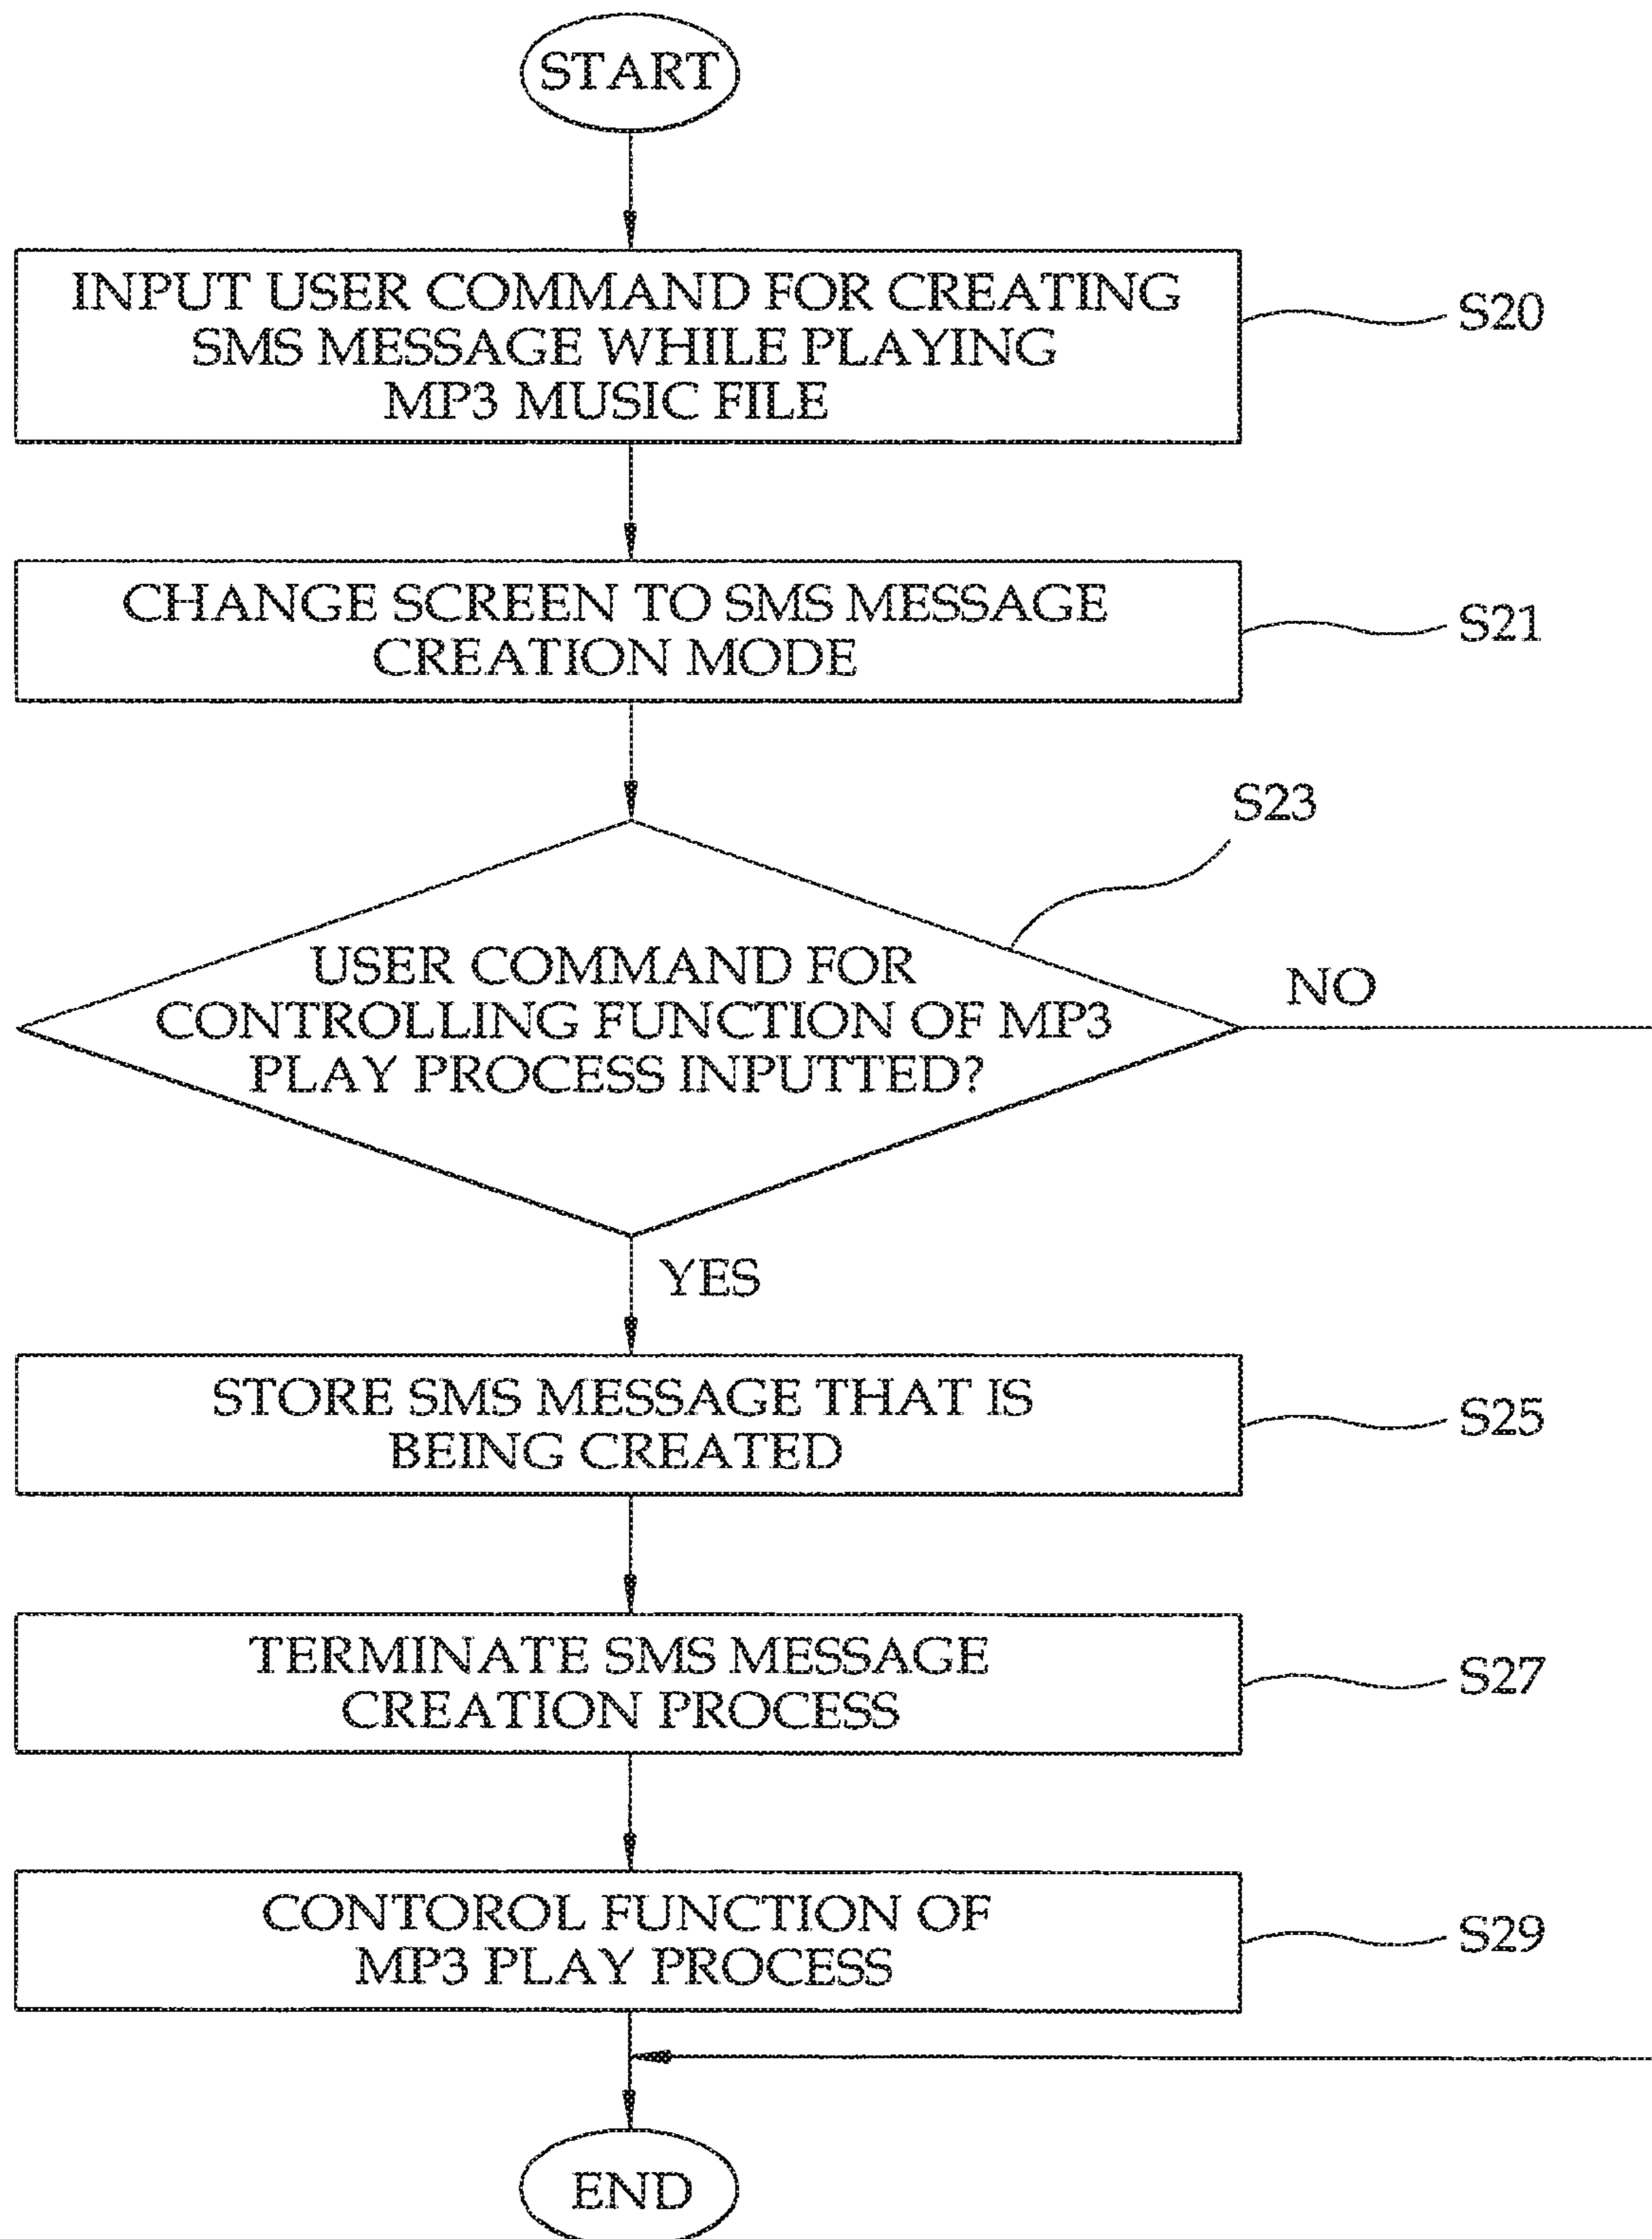 START
INPUT USER COMMAND FOR CREATING
SMS MESSAGE WHILE PLAYING
MP3 MUSIC FILE
S20
CHANGE SCREEN TO SMS MESSAGE
CREATION MODE
S21
S23
USER COMMAND FOR
CONTROLLING FUNCTION OF MP3
PLAY PROCESS INPUTTED?
NO
YES
STORE SMS MESSAGE THAT IS
BEING CREATED
S25
TERMINATE SMS MESSAGE
CREATION PROCESS
S27
CONTOROL FUNCTION OF
MP3 PLAY PROCESS
S29
END